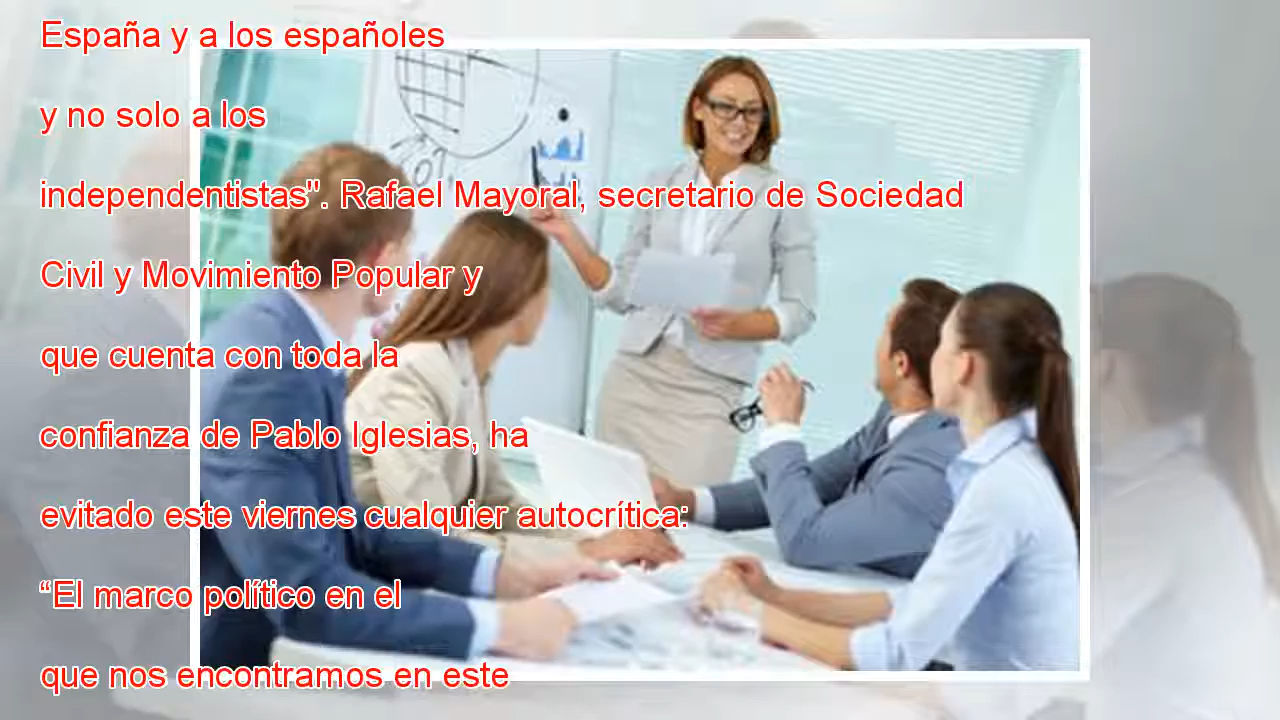 España y a los españoles
y no solo a los
independentistas". Rafael Mayoral, secretario de Sociedad
Civil y Movimiento Popular y
que cuenta con toda la
confianza de Pablo Iglesias, ha
evitado este viernes cualquier autocrítica:
“El marco político en el
que nos encontramos en este